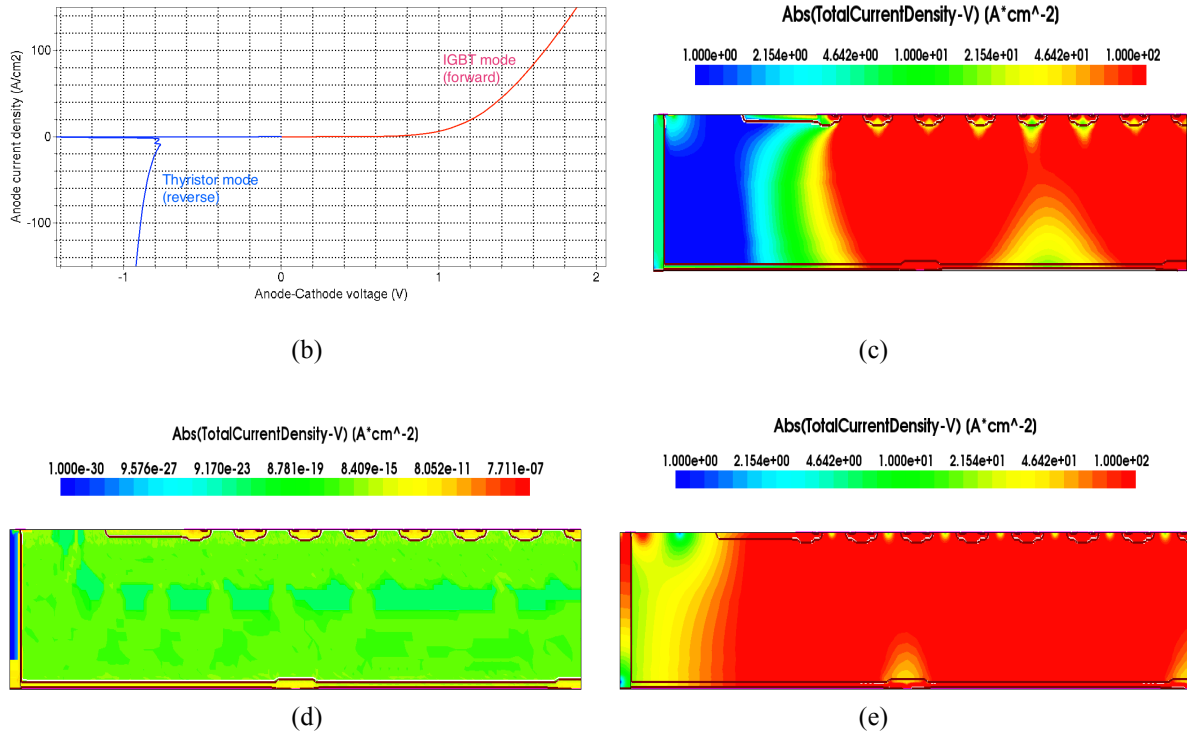 100
0
-100
Anode current density (A/cm2)
IGBT mode
(forward)
Thyristor mode
(reverse)
-1
0
1
2
Anode-Cathode voltage (V)
(b)
Abs(TotalCurrentDensity-V) (A*cm^-2)
1.000e+00 2.154e+00 4.642e+00 1.000e+01 2.154e+01 4.642e+01 1.000e+02
(c)
Abs(TotalCurrentDensity-V) (A*cm^-2)
1.000e-30 9.576e-27 9.170e-23 8.781e-19 8.409e-15 8.052e-11 7.711e-07
(d)
Abs(TotalCurrentDensity-V) (A*cm^-2)
1.000e+00 2.154e+00 4.642e+00 1.000e+01 2.154e+01 4.642e+01 1.000e+02
(e)